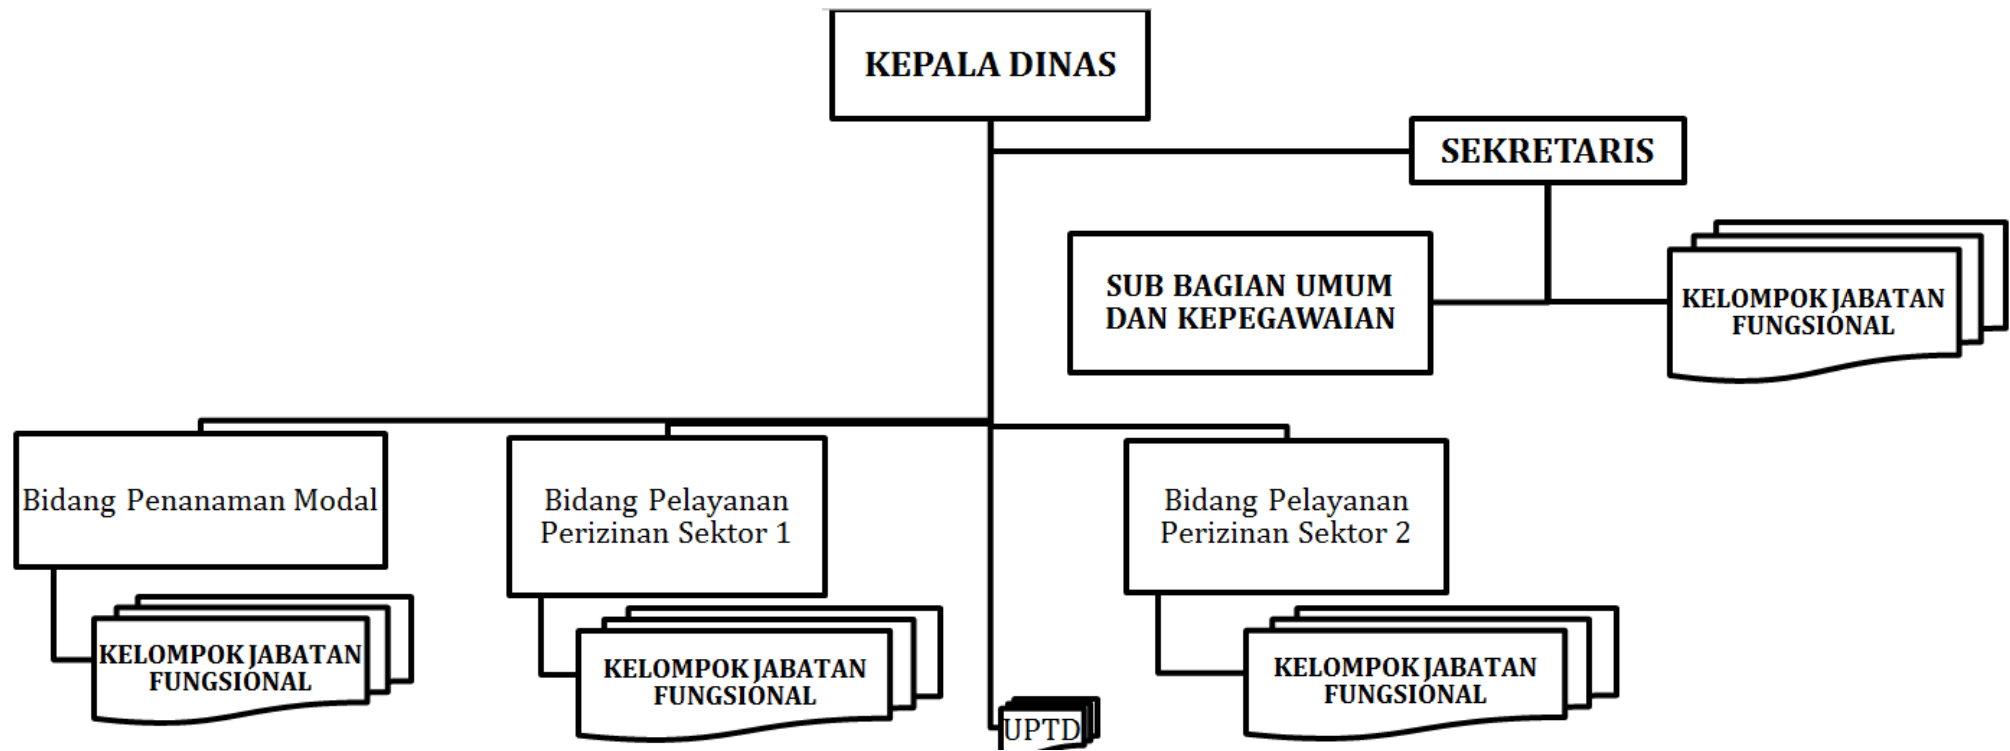 KEPALA DINAS
SEKRETARIS
SUB BAGIAN UMUM
DAN KEPEGAWAIAN
KELOMPOK JABATAN
FUNGSIONAL
Bidang Penanaman Modal
Bidang Pelayanan
Perizinan Sektor 1
Bidang Pelayanan
Perizinan Sektor 2
KELOMPOK JABATAN
FUNGSIONAL
KELOMPOK JABATAN
FUNGSIONAL
KELOMPOK JABATAN
FUNGSIONAL
UPTD